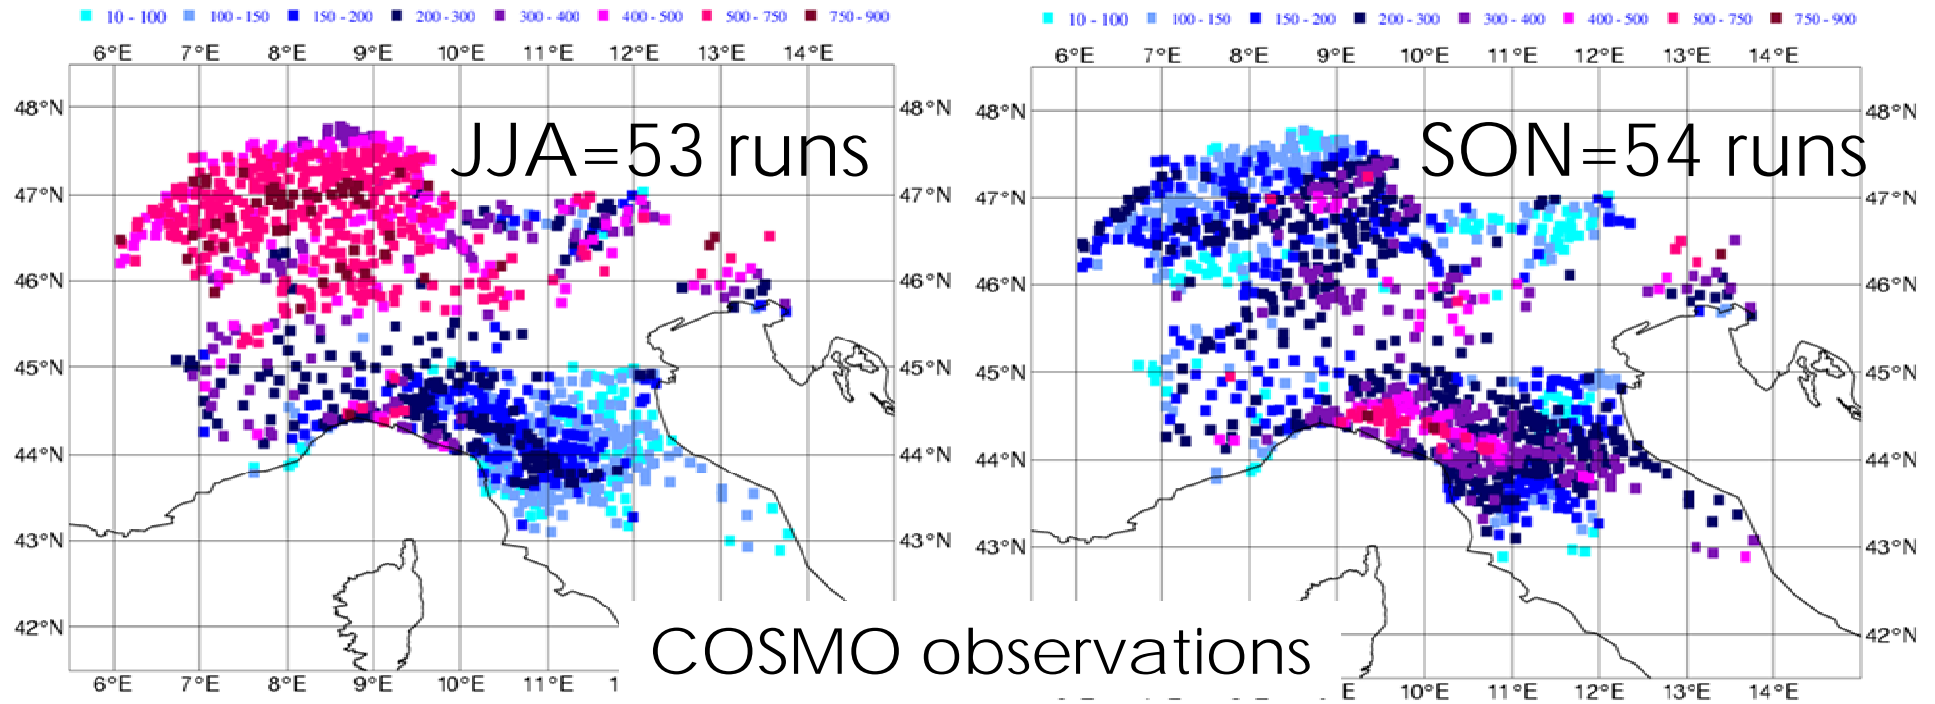 10 - 100 100 - 150 150 - 200 200 - 300 300 - 400 400 - 500 500 - 750 750 - 900
10 - 100 100 - 150 150 - 200 200 - 300 300 - 400 400 - 500 500 - 750 750 - 900
6°E 7°E 8°E 9°E 10°E 11°E 12°E 13°E 14°E
6°E 7°E 8°E 9°E 10°E 11°E 12°E 13°E 14°E
48°N 48°N 48°N 48°N
JJA=53 runs SON=54 runs
47°N 47°N 47°N 47°N
46°N 46°N 46°N 46°N
45°N 45°N 45°N 45°N
44°N 44°N 44°N 44°N
43°N 43°N 43°N 43°N
42°N 42°N
COSMO observations
6°E 7°E 8°E 9°E 10°E 11°E 1 E 10°E 11°E 12°E 13°E 14°E